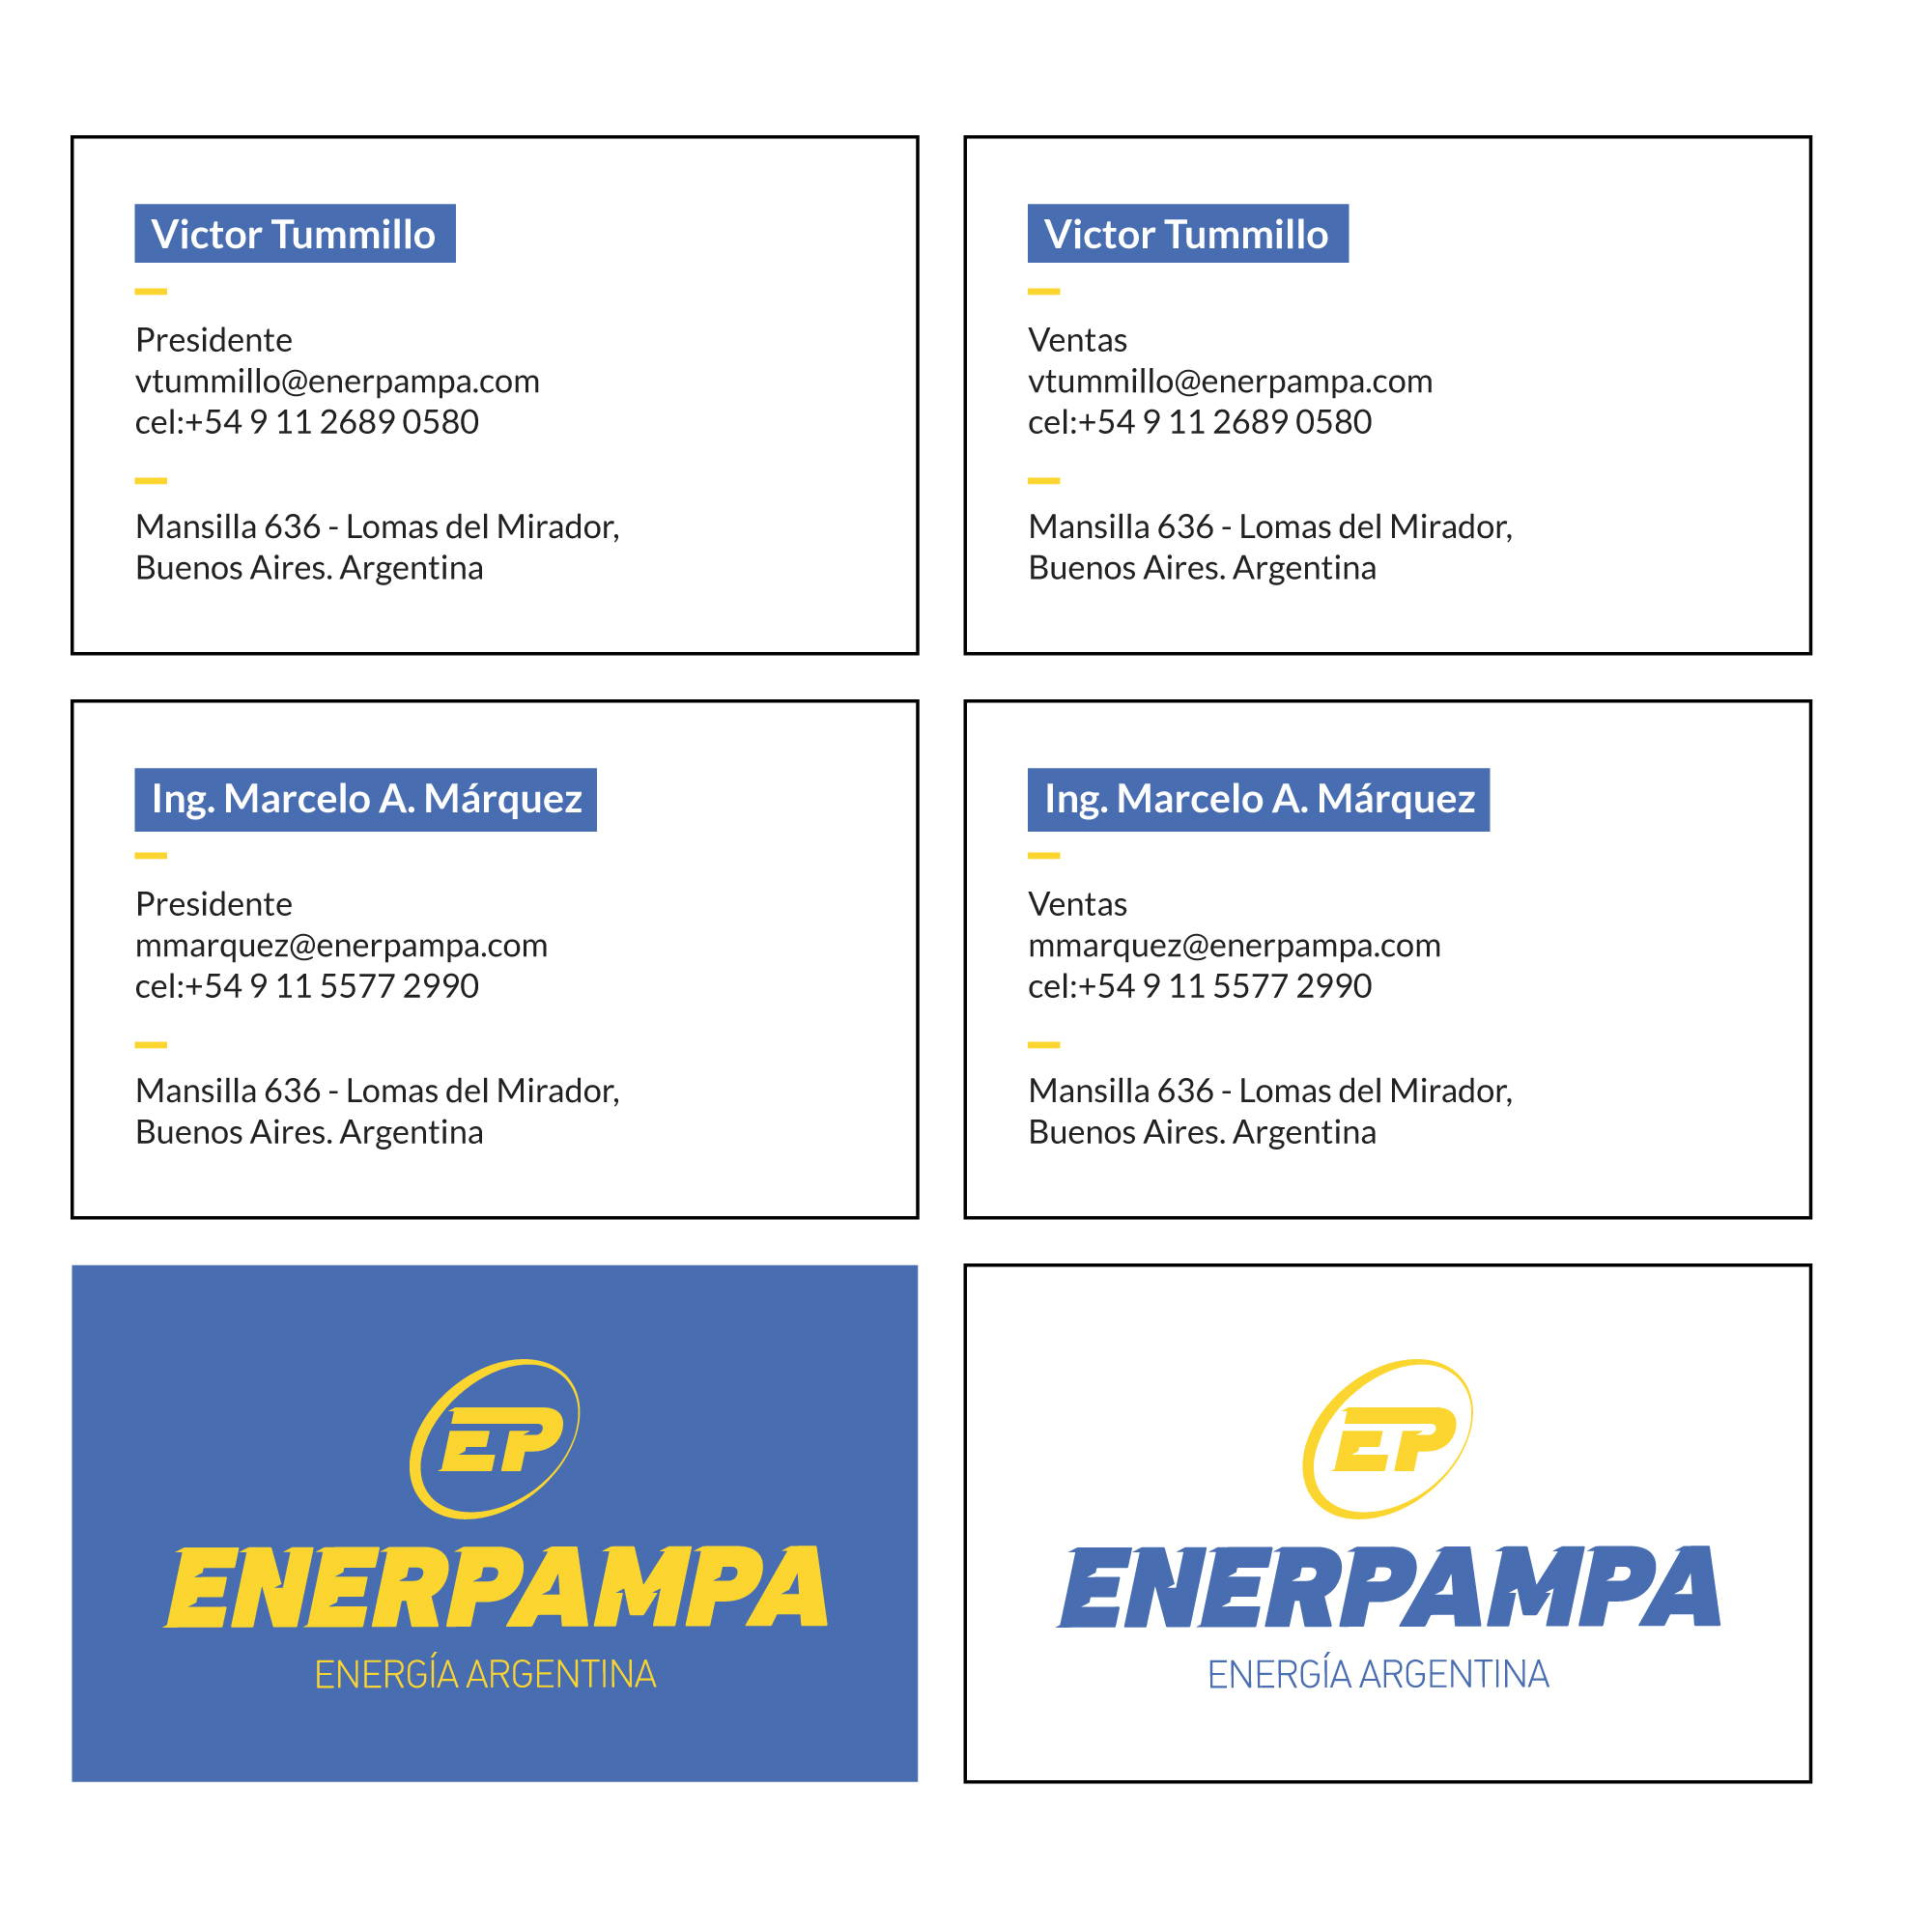 Victor Tummillo
Presidente
vtummillo@enerpampa.com
cel:+54 9 11 2689 0580
Mansilla 636 - Lomas del Mirador,
Buenos Aires. Argentina
Victor Tummillo
Ventas
vtummillo@enerpampa.com
cel:+54 9 11 2689 0580
Mansilla 636 - Lomas del Mirador,
Buenos Aires. Argentina
Ing. Marcelo A. Márquez
Presidente
mmarquez@enerpampa.com
cel:+54 9 11 5577 2990
Mansilla 636 - Lomas del Mirador,
Buenos Aires. Argentina
Ing. Marcelo A. Márquez
Ventas
mmarquez@enerpampa.com
cel:+54 9 11 5577 2990
Mansilla 636 - Lomas del Mirador,
Buenos Aires. Argentina
EP
ENERPAMPA
ENERGÍA ARGENTINA
EP
ENERPAMPA
ENERGÍA ARGENTINA